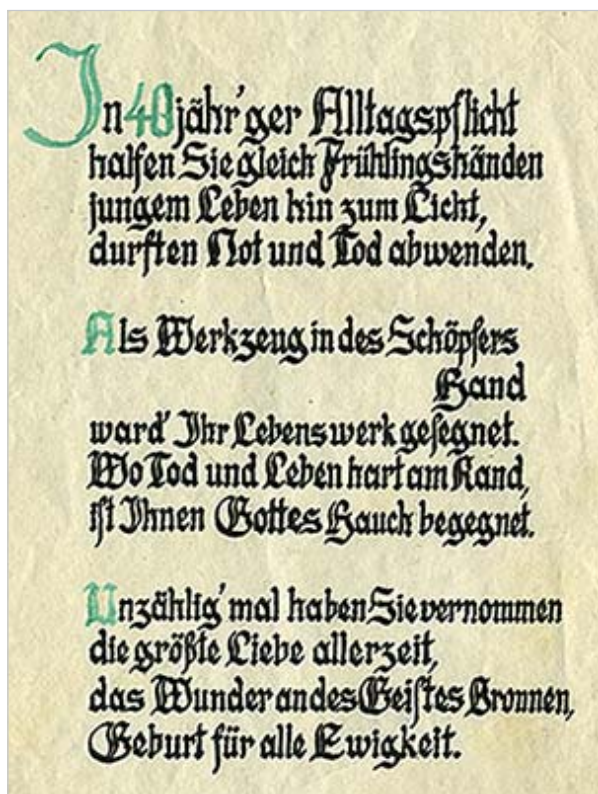 In 40jähr'ger Alltagspflicht
halfen Sie gleich Frühlingshänden
jungem Leben hin zum Licht,
durften Not und Tod abwenden.
Als Werkzeug in des Schöpfers
Hand
ward' Ihr Lebenswerk gesegnet.
Wo Tod und Leben hart am Rand,
ist Ihnen Gottes Hauch begegnet.
Unzählig' mal haben Sie vernommen
die größte Liebe allerzeit,
das Wunder an des Geistes Bronnen,
Geburt für alle Ewigkeit.